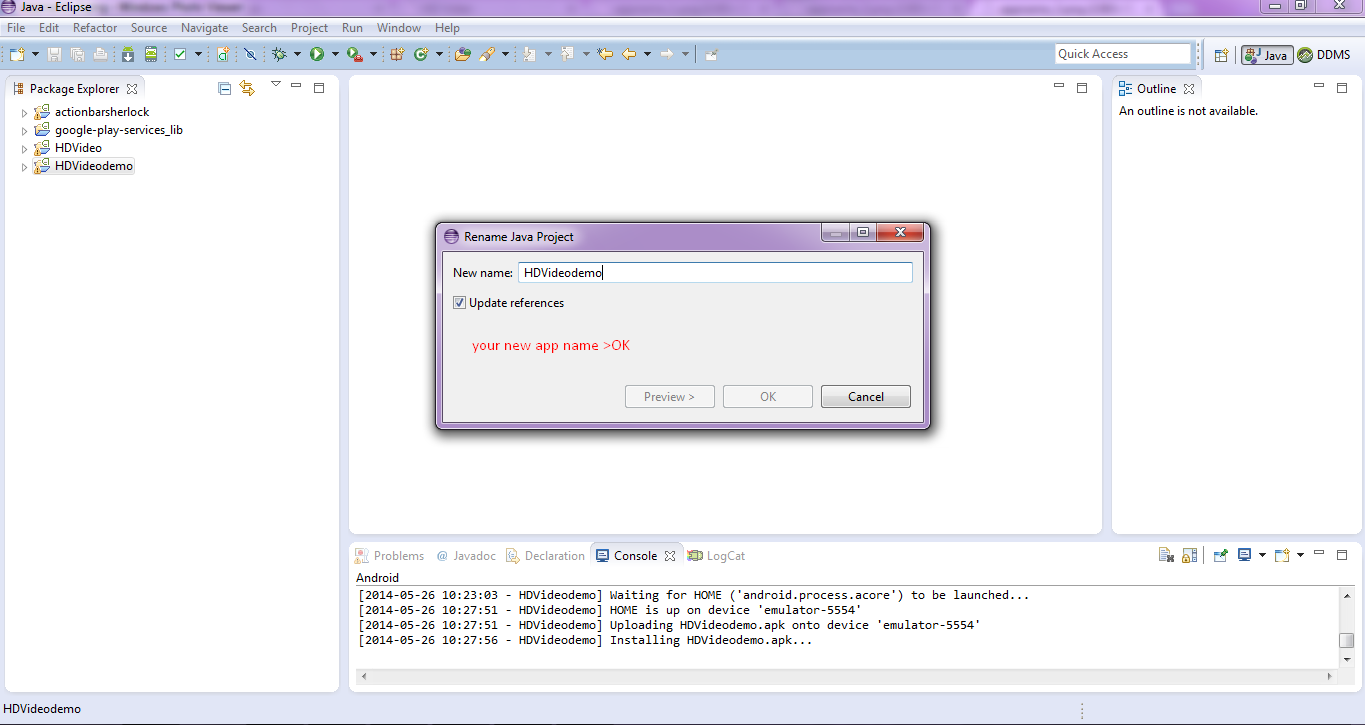 Java - Eclipse
File Edit Refactor Source Navigate Search Project Run Window Help
Quick Access
Java
DDMS
Package Explorer
actionbarsherlock
google-play-services_lib
HDVideo
HDVideodemo
Outline
An outline is not available.
Rename Java Project
New name: HDVideodemo
Update references
your new app name >OK
Preview > OK Cancel
Problems @ Javadoc Declaration Console LogCat
Android
[2014-05-26 10:23:03 - HDVideodemo] Waiting for HOME ('android.process.acore') to be launched...
[2014-05-26 10:27:51 - HDVideodemo] HOME is up on device 'emulator-5554'
[2014-05-26 10:27:51 - HDVideodemo] Uploading HDVideodemo.apk onto device 'emulator-5554'
[2014-05-26 10:27:56 - HDVideodemo] Installing HDVideodemo.apk...
HDVideodemo